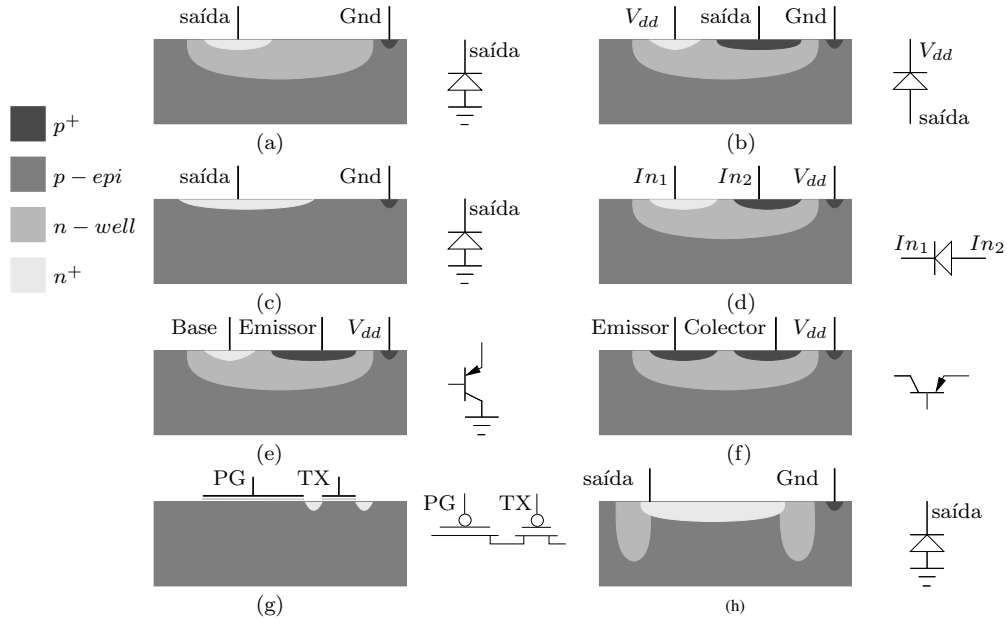 saída Gnd
saída
(a)
V_dd saída Gnd
V_dd
saída
(b)
p^+
p − epi
n − well
n^+
saída Gnd
saída
(c)
In_1 In_2 V_dd
In_1 In_2
(d)
Base Emissor V_dd
(e)
Emissor Colector V_dd
(f)
PG TX
PG TX
(g)
saída Gnd
saída
(h)